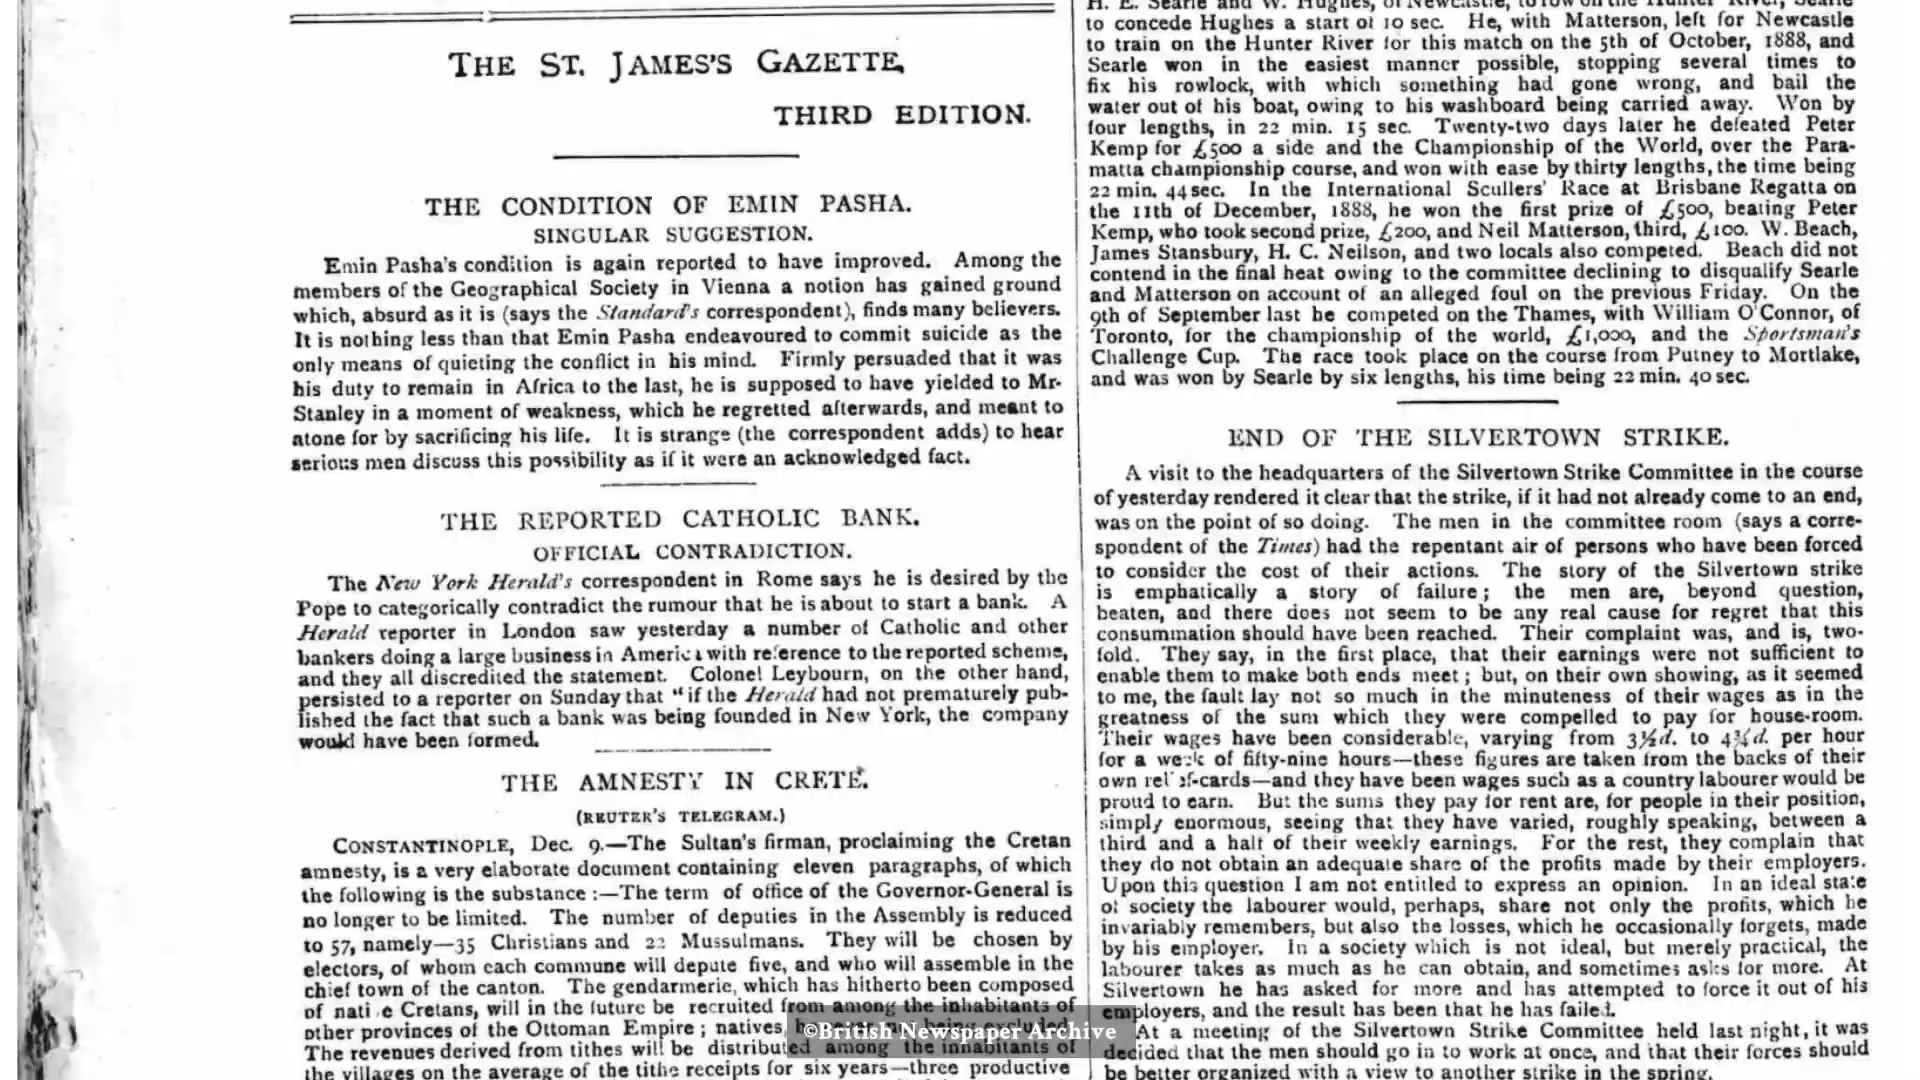 THE ST. JAMES'S GAZETTE,
THIRD EDITION.
THE CONDITION OF EMIN PASHA.
SINGULAR SUGGESTION.
Emin Pasha's condition is again reported to have improved. Among the
members of the Geographical Society in Vienna a notion has gained ground
which, absurd as it is (says the Standard's correspondent), finds many believers.
It is nothing less than that Emin Pasha endeavoured to commit suicide as the
only means of quieting the conflict in his mind. Firmly persuaded that it was
his duty to remain in Africa to the last, he is supposed to have yielded to Mr.
Stanley in a moment of weakness, which he regretted afterwards, and meant to
atone for by sacrificing his life. It is strange (the correspondent adds) to hear
serious men discuss this possibility as if it were an acknowledged fact.
THE REPORTED CATHOLIC BANK.
OFFICIAL CONTRADICTION.
The New York Herald's correspondent in Rome says he is desired by the
Pope to categorically contradict the rumour that he is about to start a bank. A
Herald reporter in London saw yesterday a number of Catholic and other
bankers doing a large business in America with reference to the reported scheme,
and they all discredited the statement. Colonel Leybourn, on the other hand,
persisted to a reporter on Sunday that "if the Herald had not prematurely pub-
lished the fact that such a bank was being founded in New York, the company
would have been formed.
THE AMNESTY IN CRETE.
(REUTER'S TELEGRAM.)
CONSTANTINOPLE, Dec. 9.—The Sultan's firman, proclaiming the Cretan
amnesty, is a very elaborate document containing eleven paragraphs, of which
the following is the substance :—The term of office of the Governor-General is
no longer to be limited. The number of deputies in the Assembly is reduced
to 57, namely—35 Christians and 22 Mussulmans. They will be chosen by
electors, of whom each commune will depute five, and who will assemble in the
chief town of the canton. The gendarmerie, which has hitherto been composed
of native Cretans, will in the future be recruited from among the inhabitants of
other provinces of the Ottoman Empire ; natives,
The revenues derived from tithes will be distributed among the inhabitants of
the villages on the average of the tithe receipts for six years—three productive
H. E. Searle and W. Hughes, of Newcastle, to row on the Hunter River, Searle
to concede Hughes a start of 10 sec. He, with Matterson, left for Newcastle
to train on the Hunter River for this match on the 5th of October, 1888, and
Searle won in the easiest manner possible, stopping several times to
fix his rowlock, with which something had gone wrong, and bail the
water out of his boat, owing to his washboard being carried away. Won by
four lengths, in 22 min. 15 sec. Twenty-two days later he defeated Peter
Kemp for £500 a side and the Championship of the World, over the Para-
matta championship course, and won with ease by thirty lengths, the time being
22 min. 44 sec. In the International Scullers' Race at Brisbane Regatta on
the 11th of December, 1888, he won the first prize of £500, beating Peter
Kemp, who took second prize, £200, and Neil Matterson, third, £100. W. Beach,
James Stansbury, H. C. Neilson, and two locals also competed. Beach did not
contend in the final heat owing to the committee declining to disqualify Searle
and Matterson on account of an alleged foul on the previous Friday. On the
9th of September last he competed on the Thames, with William O'Connor, of
Toronto, for the championship of the world, £1,000, and the Sportsman's
Challenge Cup. The race took place on the course from Putney to Mortlake,
and was won by Searle by six lengths, his time being 22 min. 40 sec.
END OF THE SILVERTOWN STRIKE.
A visit to the headquarters of the Silvertown Strike Committee in the course
of yesterday rendered it clear that the strike, if it had not already come to an end,
was on the point of so doing. The men in the committee room (says a corre-
spondent of the Times) had the repentant air of persons who have been forced
to consider the cost of their actions. The story of the Silvertown strike
is emphatically a story of failure ; the men are, beyond question,
beaten, and there does not seem to be any real cause for regret that this
consummation should have been reached. Their complaint was, and is, two-
fold. They say, in the first place, that their earnings were not sufficient to
enable them to make both ends meet ; but, on their own showing, as it seemed
to me, the fault lay not so much in the minuteness of their wages as in the
greatness of the sum which they were compelled to pay for house-room.
Their wages have been considerable, varying from 3½d. to 4¾d. per hour
for a week of fifty-nine hours—these figures are taken from the backs of their
own relief-cards—and they have been wages such as a country labourer would be
proud to earn. But the sums they pay for rent are, for people in their position,
simply enormous, seeing that they have varied, roughly speaking, between a
third and a half of their weekly earnings. For the rest, they complain that
they do not obtain an adequate share of the profits made by their employers.
Upon this question I am not entitled to express an opinion. In an ideal state
of society the labourer would, perhaps, share not only the profits, which he
invariably remembers, but also the losses, which he occasionally forgets, made
by his employer. In a society which is not ideal, but merely practical, the
labourer takes as much as he can obtain, and sometimes asks for more. At
Silvertown he has asked for more and has attempted to force it out of his
employers, and the result has been that he has failed.
At a meeting of the Silvertown Strike Committee held last night, it was
decided that the men should go in to work at once, and that their forces should
be better organized with a view to another strike in the spring.
©British Newspaper Archive